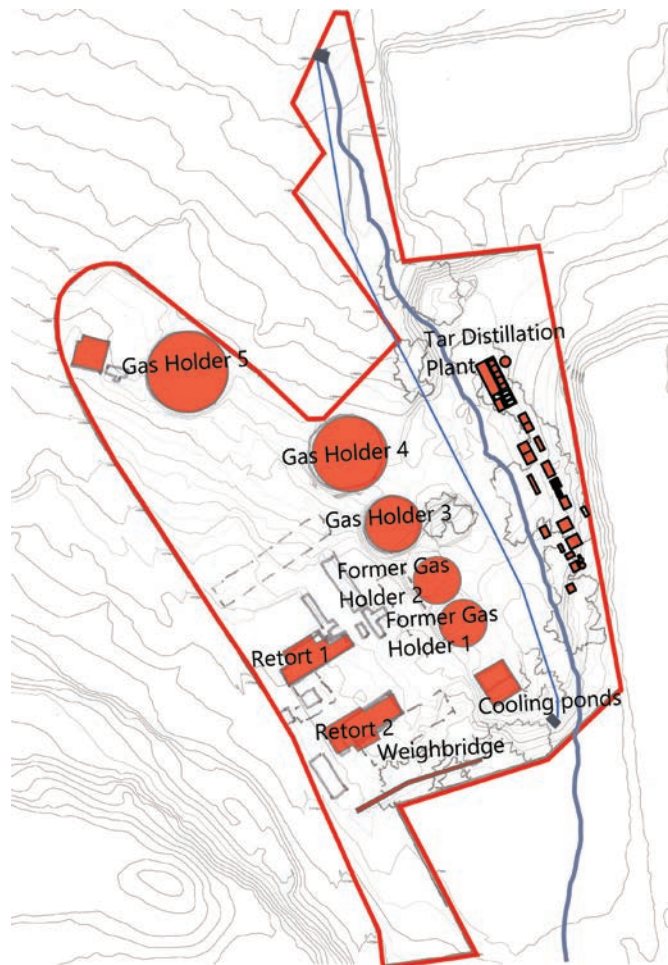 Tar Distillation
Plant
Gas Holder 5
Gas Holder 4
Gas Holder 3
Former Gas
Holder 2
Former Gas
Holder 1
Retort 1
Cooling ponds
Retort 2
Weighbridge